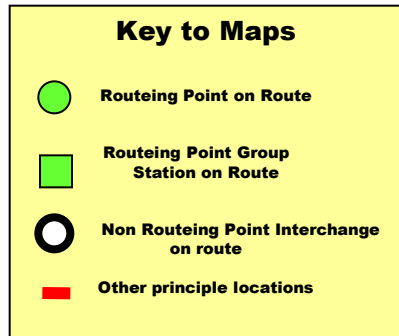 Key to Maps
Routeing Point on Route
Routeing Point Group
Station on Route
Non Routeing Point Interchange
on route
Other principle locations